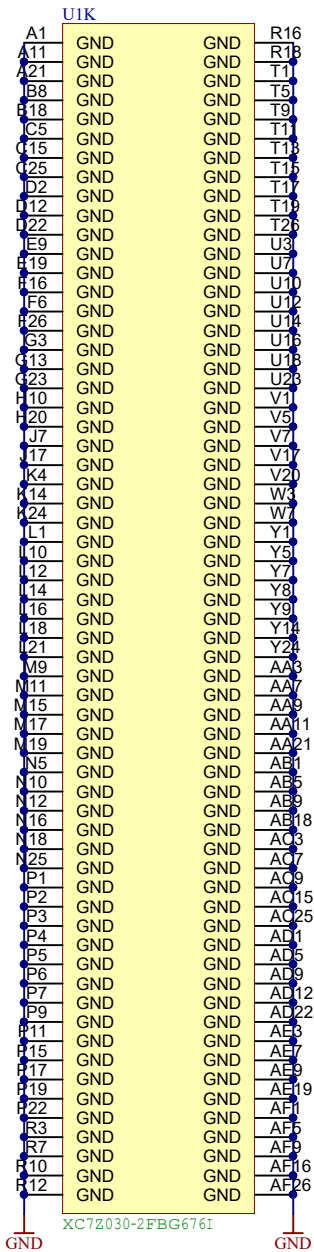 U1K
A1 GND GND R16
A11 GND GND R18
A21 GND GND T1
B8 GND GND T5
B18 GND GND T9
C5 GND GND T11
C15 GND GND T13
C25 GND GND T15
D2 GND GND T17
D12 GND GND T19
D22 GND GND T26
E9 GND GND U3
E19 GND GND U7
F16 GND GND U10
F6 GND GND U12
F26 GND GND U14
G3 GND GND U16
G13 GND GND U18
G23 GND GND U23
H10 GND GND V1
H20 GND GND V5
J7 GND GND V7
J17 GND GND V17
K4 GND GND V20
K14 GND GND W3
K24 GND GND W7
L1 GND GND Y1
L10 GND GND Y5
L12 GND GND Y7
L14 GND GND Y8
L16 GND GND Y9
L18 GND GND Y14
L21 GND GND Y24
M9 GND GND AA3
M11 GND GND AA7
M15 GND GND AA9
M17 GND GND AA11
M19 GND GND AA21
N5 GND GND AB1
N10 GND GND AB5
N12 GND GND AB9
N16 GND GND AB18
N18 GND GND AC3
N25 GND GND AC7
P1 GND GND AC9
P2 GND GND AC15
P3 GND GND AC25
P4 GND GND AD1
P5 GND GND AD5
P6 GND GND AD9
P7 GND GND AD12
P9 GND GND AD22
P11 GND GND AE3
P15 GND GND AE7
P17 GND GND AE9
P19 GND GND AE19
P22 GND GND AF1
R3 GND GND AF5
R7 GND GND AF9
R10 GND GND AF16
R12 GND GND AF26
XC7Z030-2FBG676I
GND GND